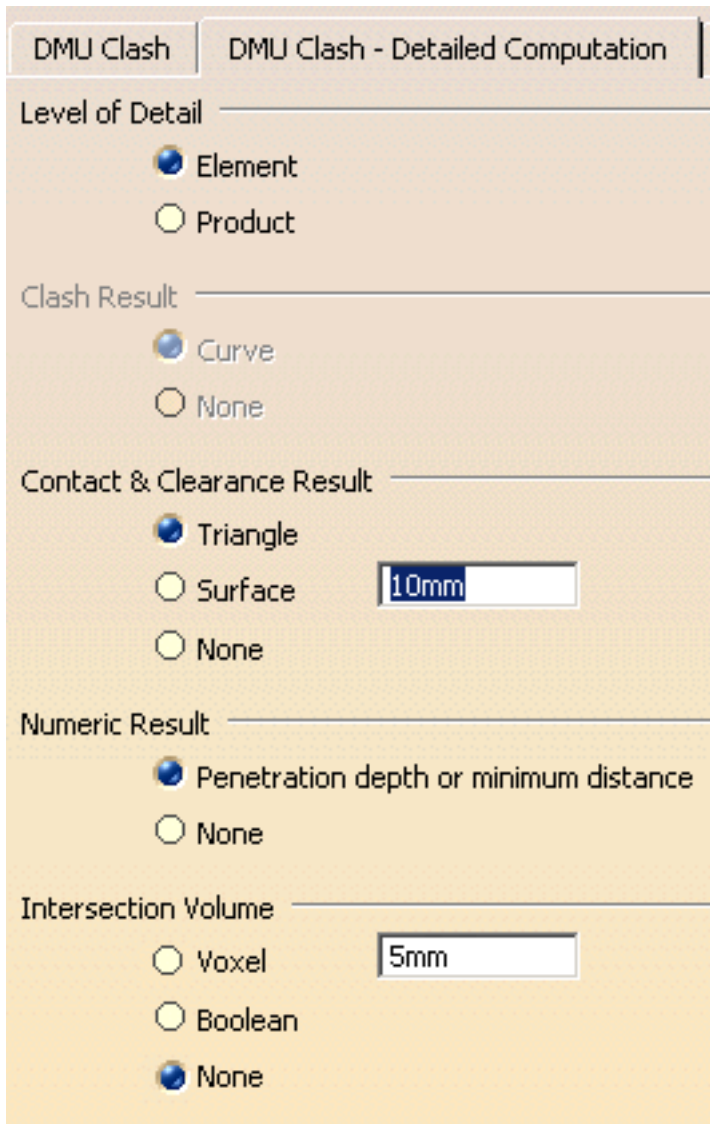 DMU Clash DMU Clash - Detailed Computation
Level of Detail
Element
Product
Clash Result
Curve
None
Contact & Clearance Result
Triangle
Surface 10mm
None
Numeric Result
Penetration depth or minimum distance
None
Intersection Volume
Voxel 5mm
Boolean
None